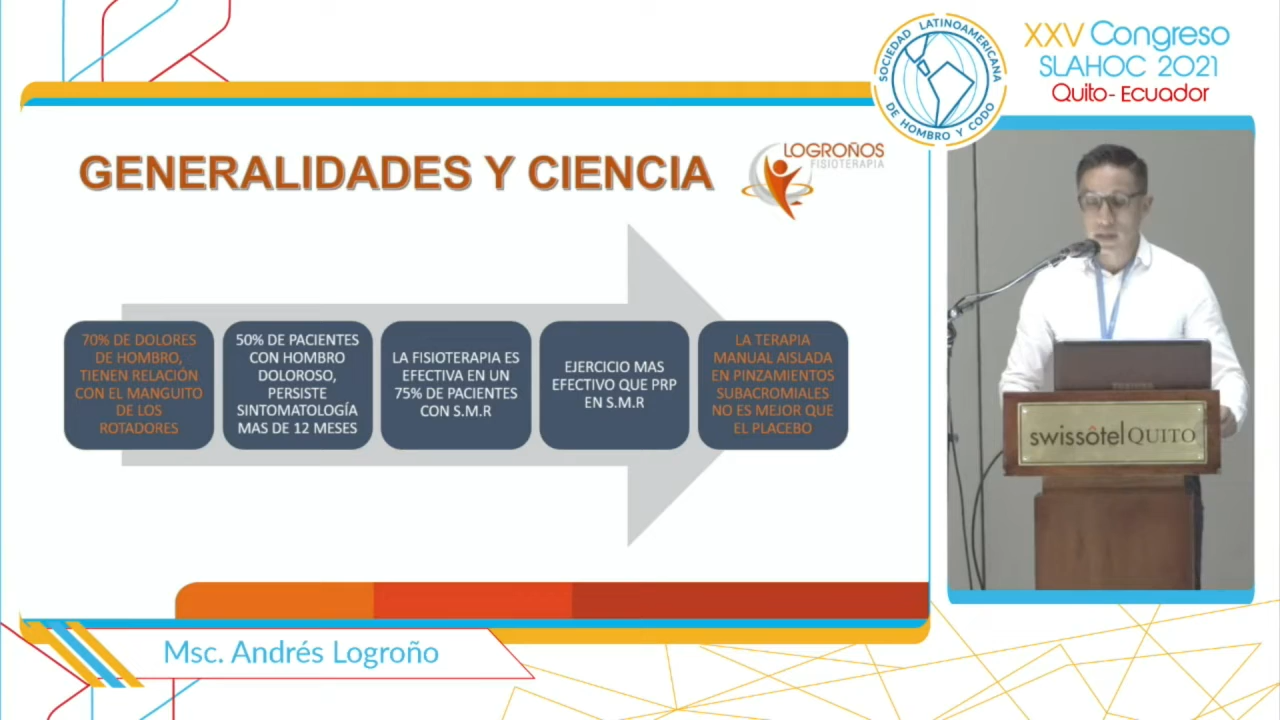 SOCIEDAD LATINOAMERICANA
DE HOMBRO Y CODO
XXV Congreso
SLAHOC 2021
Quito- Ecuador
GENERALIDADES Y CIENCIA
LOGROÑOS
FISIOTERAPIA
70% DE DOLORES
DE HOMBRO,
TIENEN RELACIÓN
CON EL MANGUITO
DE LOS
ROTADORES
50% DE PACIENTES
CON HOMBRO
DOLOROSO,
PERSISTE
SINTOMATOLOGÍA
MAS DE 12 MESES
LA FISIOTERAPIA ES
EFECTIVA EN UN
75% DE PACIENTES
CON S.M.R
EJERCICIO MAS
EFECTIVO QUE PRP
EN S.M.R
LA TERAPIA
MANUAL AISLADA
EN PINZAMIENTOS
SUBACROMIALES
NO ES MEJOR QUE
EL PLACEBO
swissôtel QUITO
Msc. Andrés Logroño